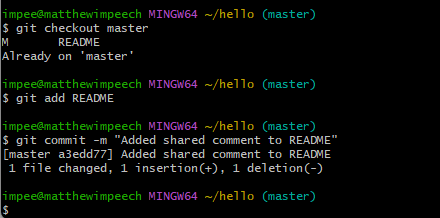 impee@matthewimpeech MINGW64 ~/hello (master)
$ git checkout master
M       README
Already on 'master'

impee@matthewimpeech MINGW64 ~/hello (master)
$ git add README

impee@matthewimpeech MINGW64 ~/hello (master)
$ git commit -m "Added shared comment to README"
[master a3edd77] Added shared comment to README
 1 file changed, 1 insertion(+), 1 deletion(-)

impee@matthewimpeech MINGW64 ~/hello (master)
$